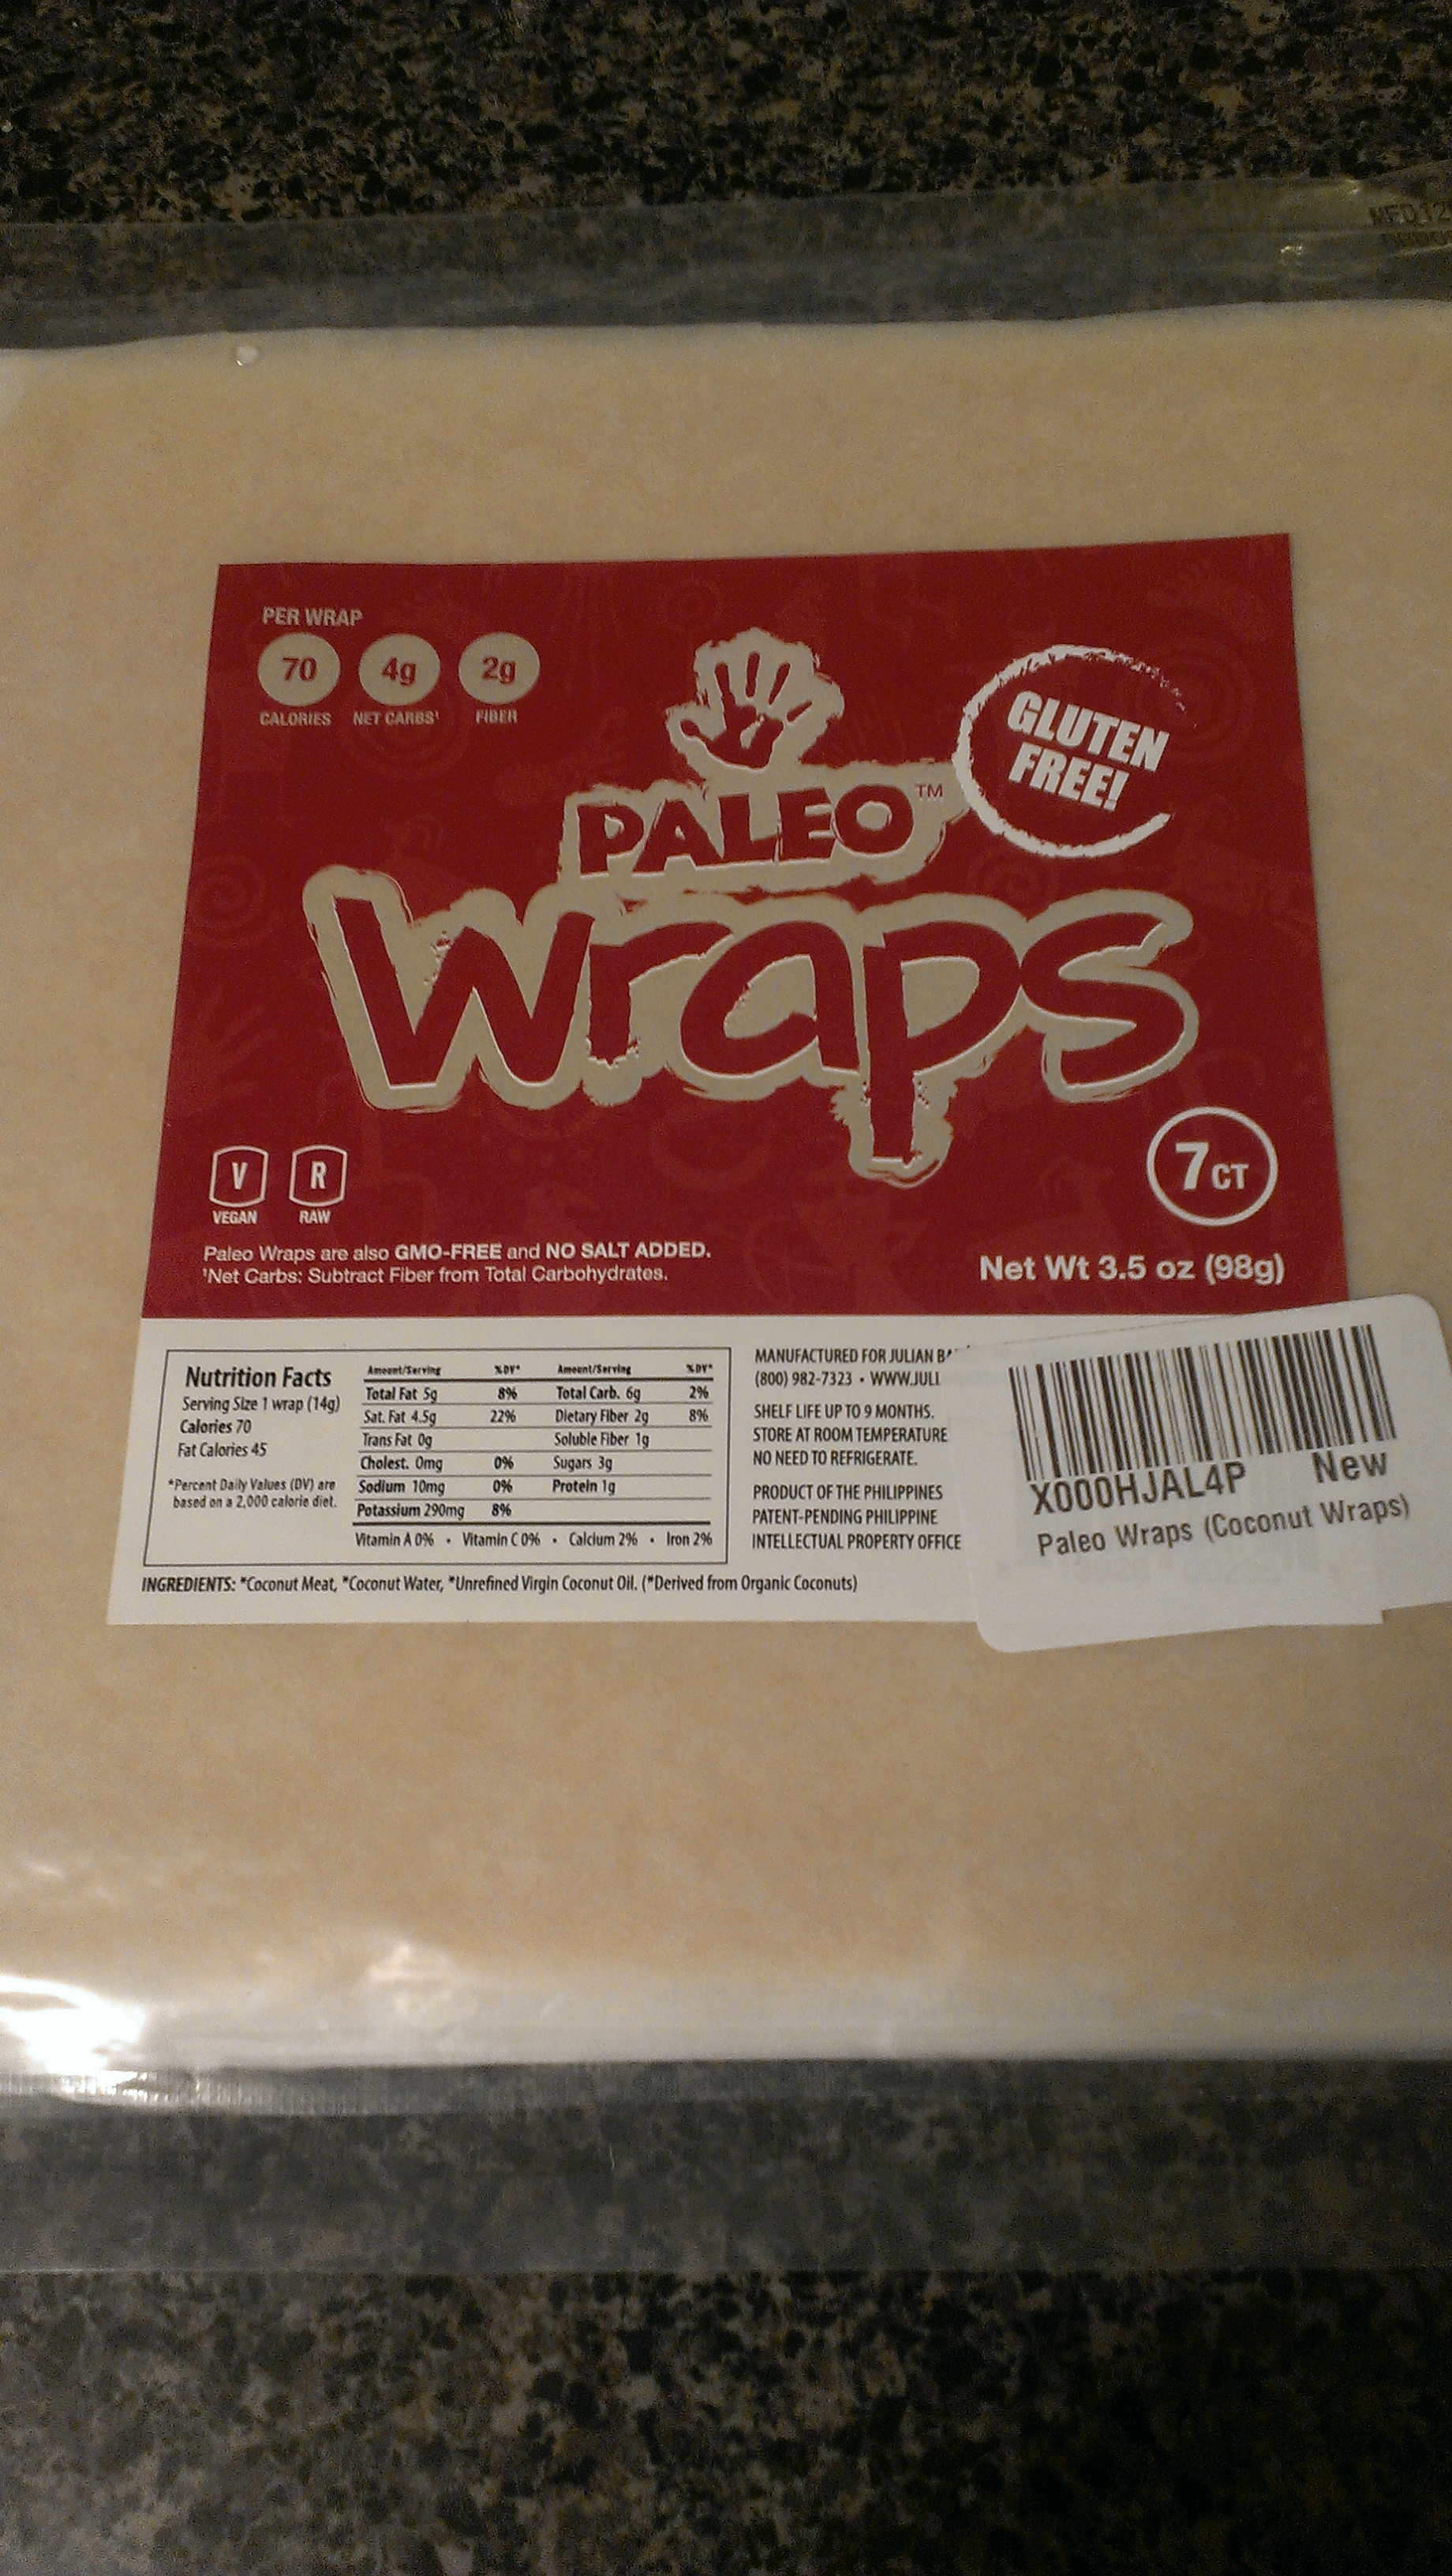 MFD 12
PER WRAP
70 4g 2g
CALORIES NET CARBS¹ FIBER
GLUTEN
FREE!
PALEO™
Wraps
7CT
V R
VEGAN RAW
Paleo Wraps are also GMO-FREE and NO SALT ADDED.
¹Net Carbs: Subtract Fiber from Total Carbohydrates.
Net Wt 3.5 oz (98g)
Nutrition Facts
Serving Size 1 wrap (14g)
Calories 70
Fat Calories 45
*Percent Daily Values (DV) are
based on a 2,000 calorie diet.
Amount/Serving %DV* Amount/Serving %DV*
Total Fat 5g 8% Total Carb. 6g 2%
Sat. Fat 4.5g 22% Dietary Fiber 2g 8%
Trans Fat 0g Soluble Fiber 1g
Cholest. 0mg 0% Sugars 3g
Sodium 10mg 0% Protein 1g
Potassium 290mg 8%
Vitamin A 0% • Vitamin C 0% • Calcium 2% • Iron 2%
MANUFACTURED FOR JULIAN
(800) 982-7323 • WWW.JULI
SHELF LIFE UP TO 9 MONTHS.
STORE AT ROOM TEMPERATURE
NO NEED TO REFRIGERATE.
PRODUCT OF THE PHILIPPINES
PATENT-PENDING PHILIPPINE
INTELLECTUAL PROPERTY OFFICE
X000HJAL4P New
Paleo Wraps (Coconut Wraps)
INGREDIENTS: *Coconut Meat, *Coconut Water, *Unrefined Virgin Coconut Oil. (*Derived from Organic Coconuts)